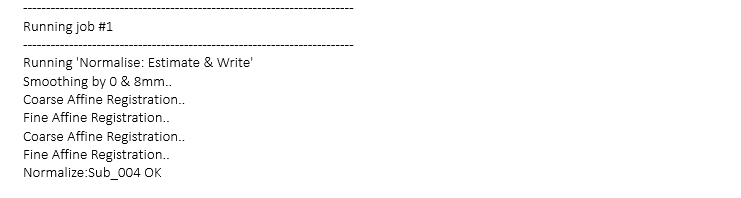 ------------------------------------------------------------------------
Running job #1
------------------------------------------------------------------------
Running 'Normalise: Estimate & Write'
Smoothing by 0 & 8mm..
Coarse Affine Registration..
Fine Affine Registration..
Coarse Affine Registration..
Fine Affine Registration..
Normalize:Sub_004 OK